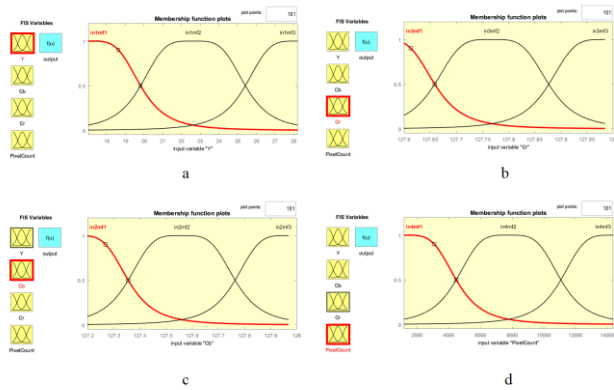 FIS Variables
Membership function plots
plot points:
181
Y
f(u)
output
Cb
Cr
PixelCount
in1mf1
in1mf2
in1mf3
1
0.5
0
18 19 20 21 22 23 24 25 26 27 28
input variable "Y"
a
FIS Variables
Membership function plots
plot points:
181
Y
f(u)
output
Cb
Cr
PixelCount
in3mf1
in3mf2
in3mf3
1
0.5
0
127.6 127.65 127.7 127.75 127.8 127.85 127.9
input variable "Cr"
b
FIS Variables
Membership function plots
plot points:
181
Y
f(u)
output
Cb
Cr
PixelCount
in2mf1
in2mf2
in2mf3
1
0.5
0
127.2 127.3 127.4 127.5 127.6 127.7 127.8 127.9 128
input variable "Cb"
c
FIS Variables
Membership function plots
plot points:
181
Y
f(u)
output
Cb
Cr
PixelCount
in4mf1
in4mf2
in4mf3
1
0.5
0
2000 4000 6000 8000 10000 12000 14000
input variable "PixelCount"
d